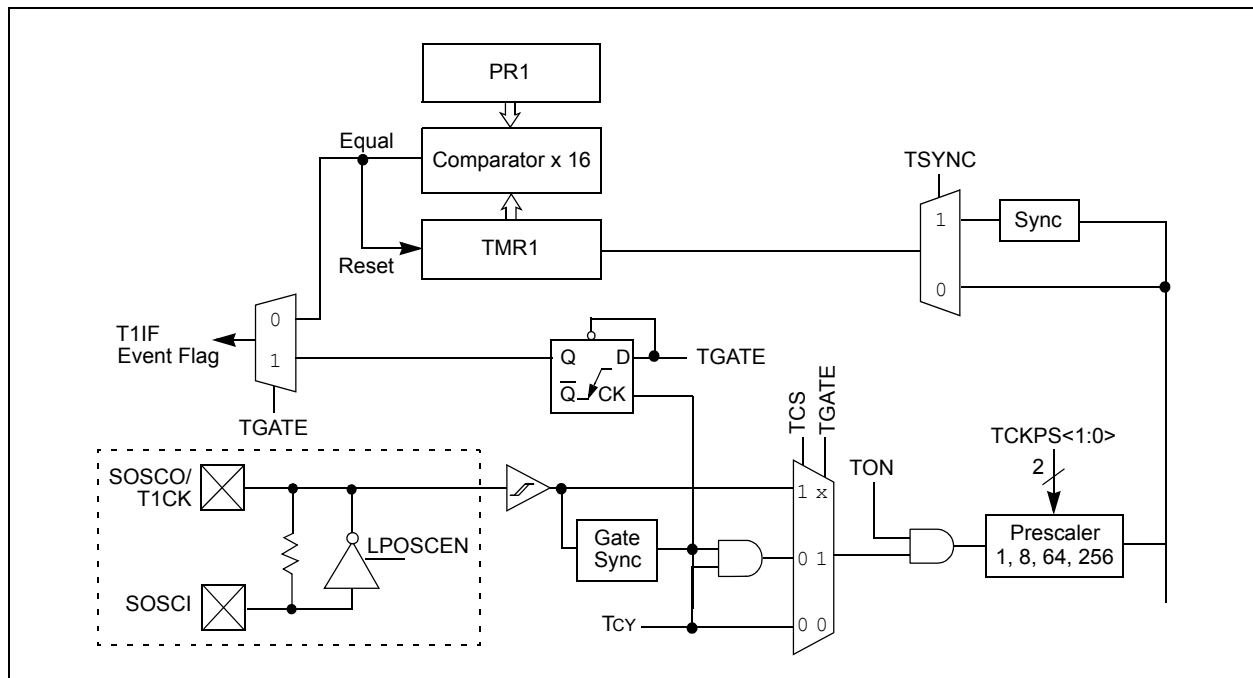 PR1
Equal
Comparator x 16
TSYNC
1
Sync
TMR1
Reset
0
T1IF
Event Flag
0
1
Q
D
TGATE
Q̅
CK
TGATE
TCS
TGATE
TCKPS<1:0>
2
SOSCO/
T1CK
TON
1 x
Prescaler
1, 8, 64, 256
LPOSCEN
Gate
Sync
0 1
SOSCI
TCY
0 0